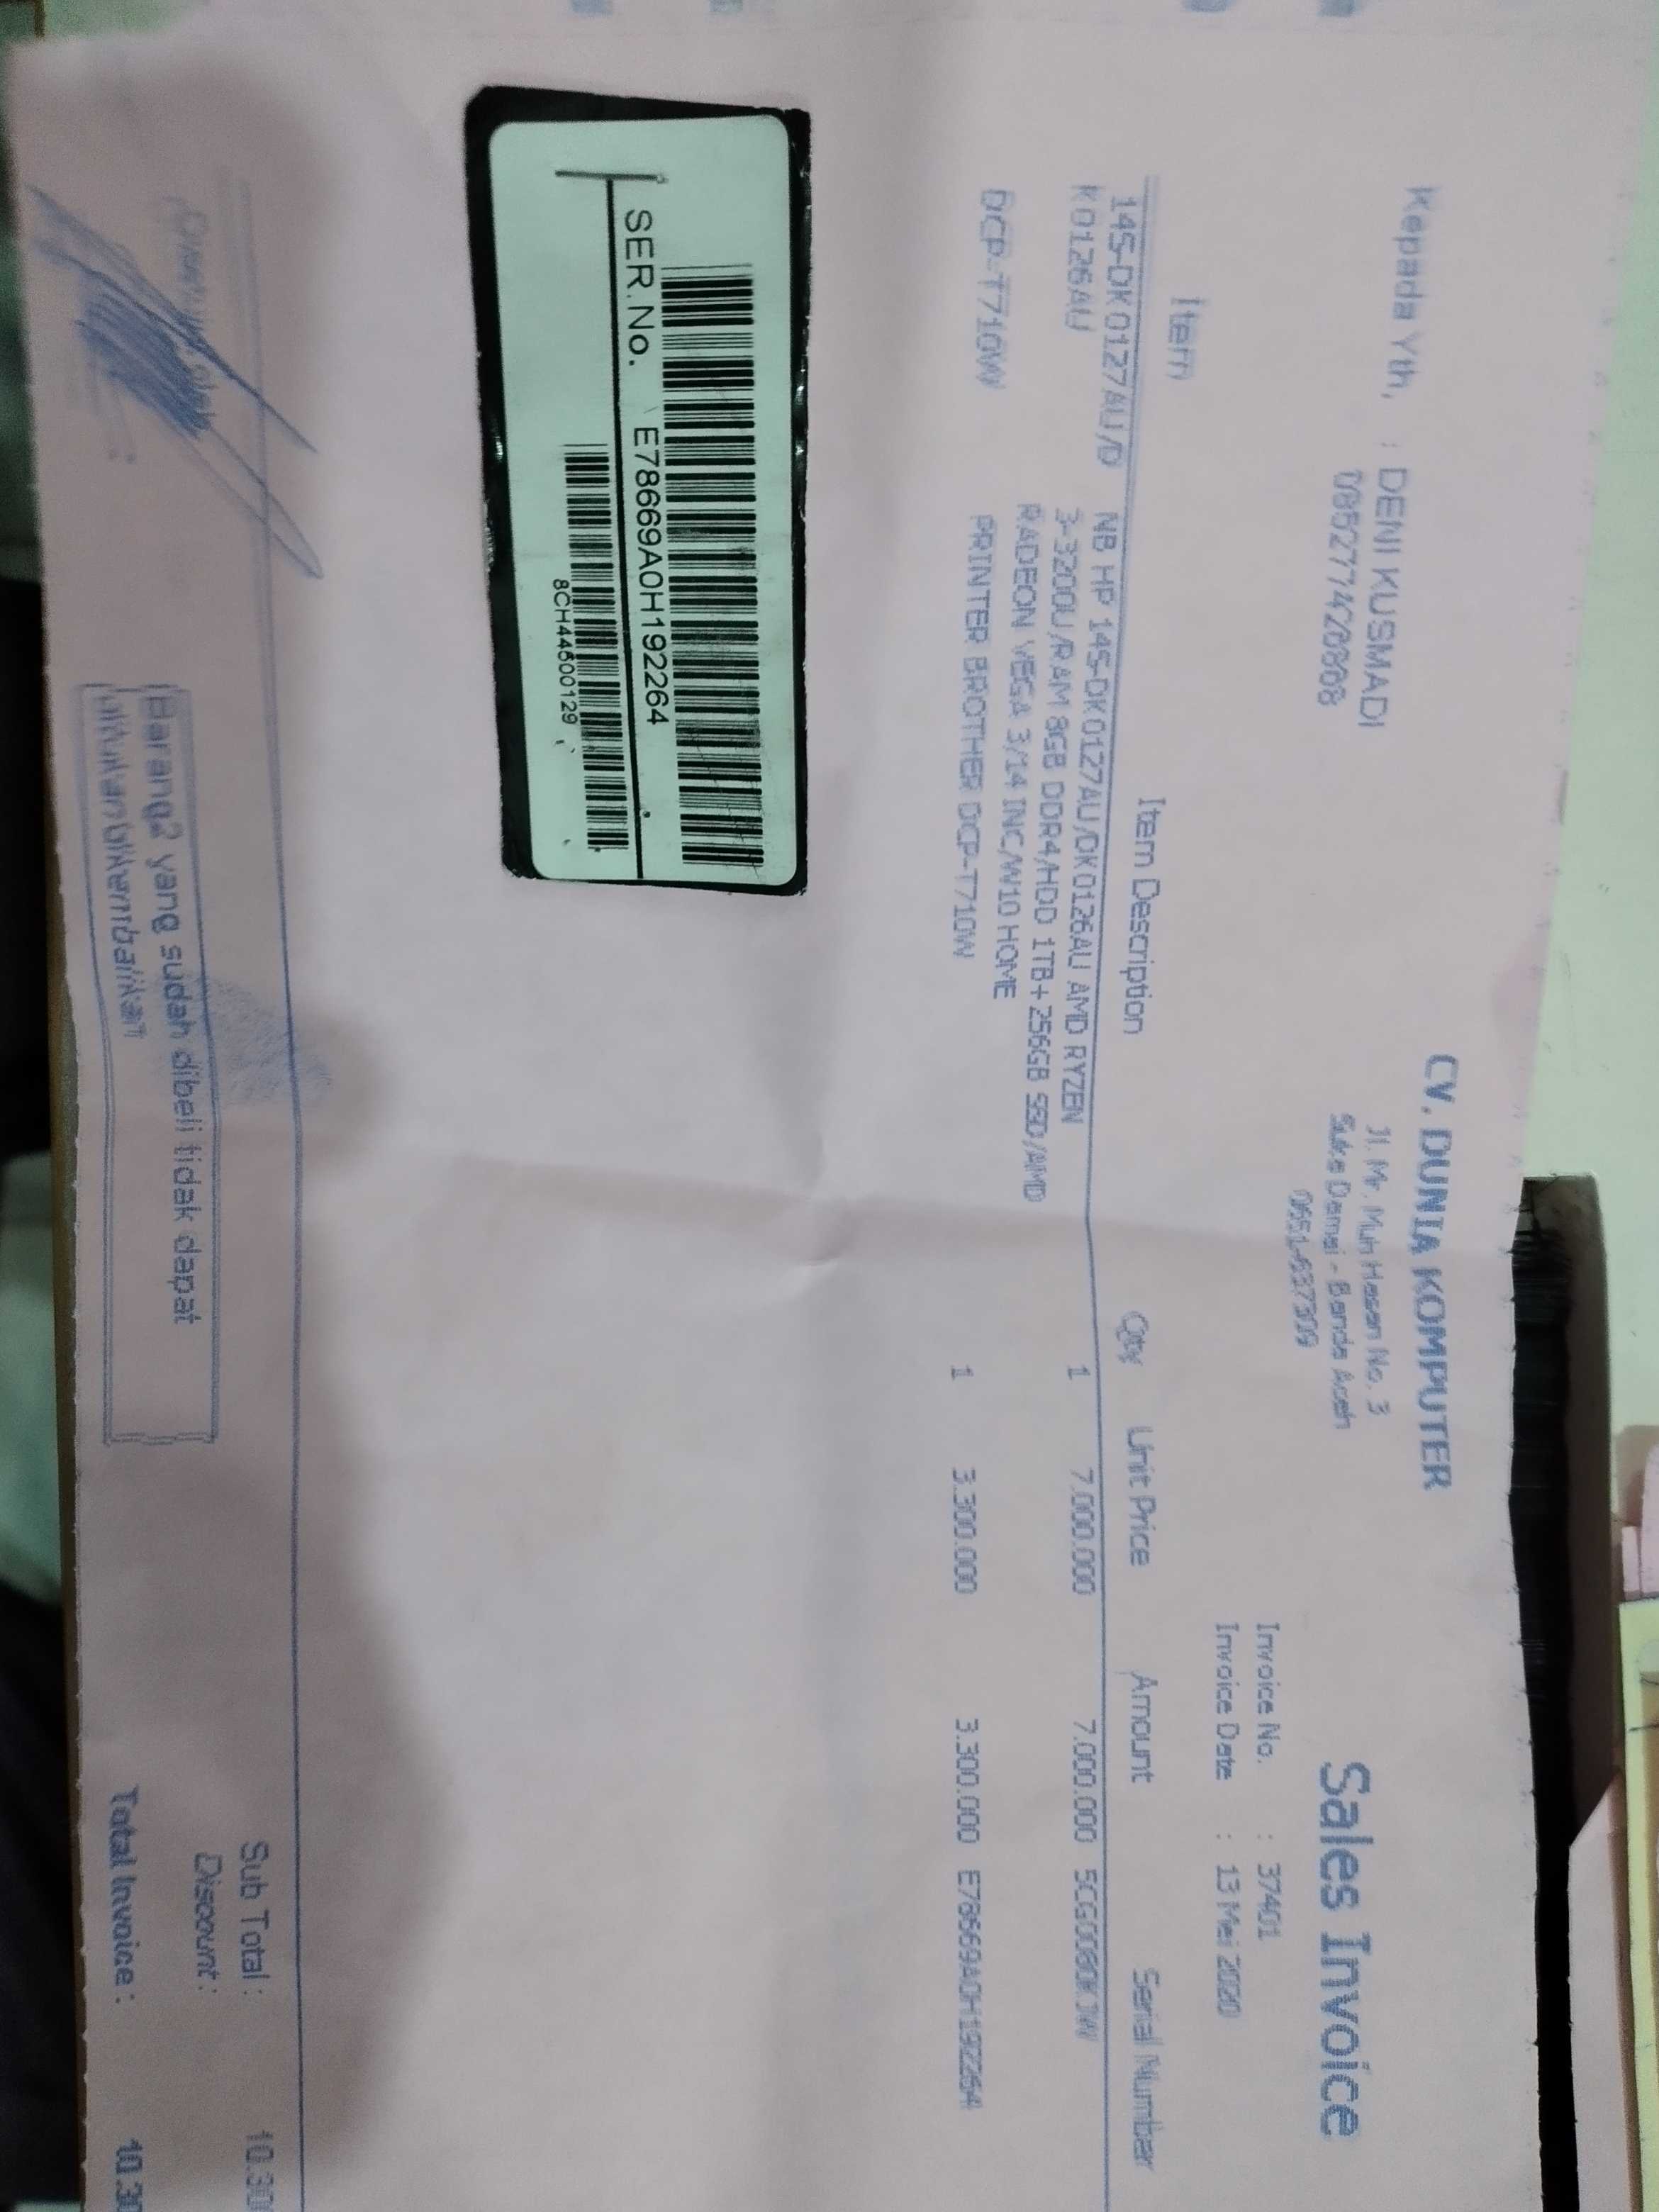 CV. DUNIA KOMPUTER
Jl. Mr. Muh Hasan No. 3
Suka Damai - Banda Aceh
0651-637309
Sales Invoice
Kepada Yth, : DENI KUSMADI
085277420808
Invoice No. : 37401
Invoice Date : 13 Mei 2020
Item Item Description Qty Unit Price Amount Serial Number
14S-DK0127AU/D NB HP 14S-DK0127AU/DK0126AU AMD RYZEN 1 7.000.000 7.000.000
K0126AU 3-3200U/RAM 8GB DDR4/HDD 1TB+256GB SSD/AMD
RADEON VEGA 3/14 INC/W10 HOME
DCP-T710W PRINTER BROTHER DCP-T710W 1 3.300.000 3.300.000 E78669A0H192264
SER.No. E78669A0H192264
8CH44500129
Barang2 yang sudah dibeli tidak dapat
ditukar/dikembalikan
Sub Total :
Discount :
Total Invoice :